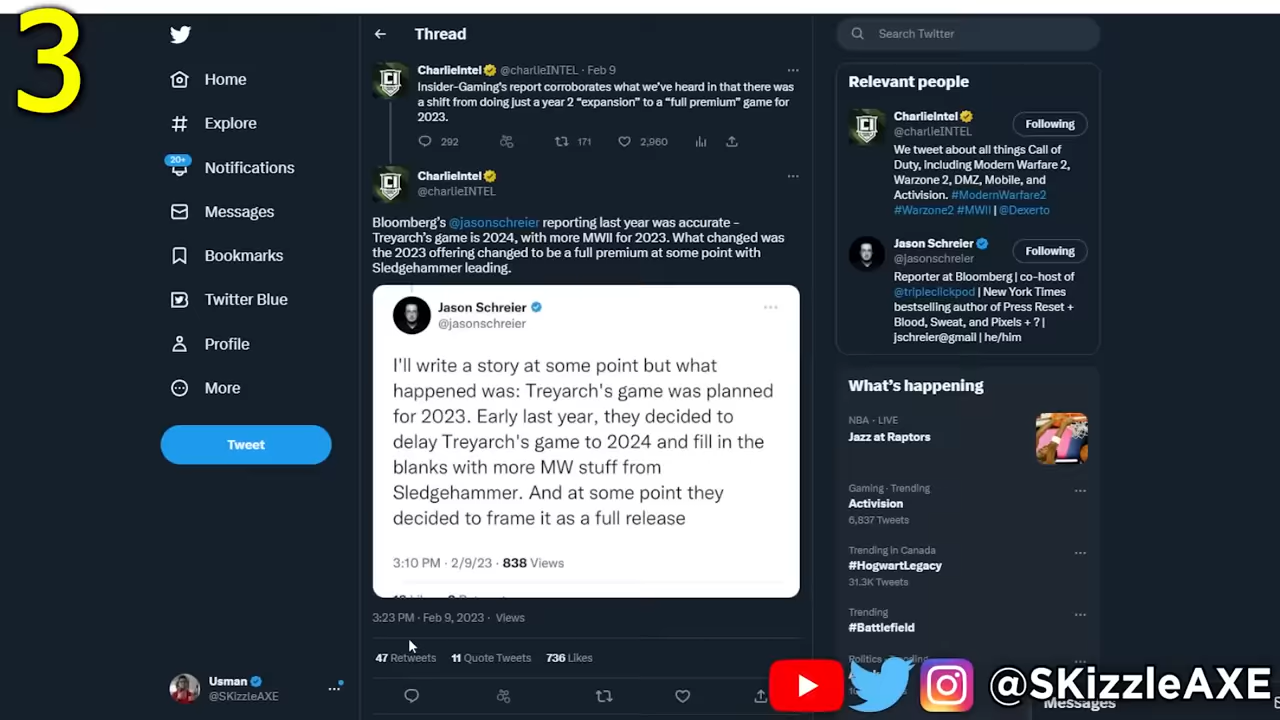 3
Home
Explore
20+
Notifications
Messages
Bookmarks
Twitter Blue
Profile
More
Tweet
Usman
@SKIzzleAXE
Thread
CharlieIntel @charlieINTEL · Feb 9
Insider-Gaming's report corroborates what we've heard in that there was
a shift from doing just a year 2 "expansion" to a "full premium" game for
2023.
292 171 2,960
CharlieIntel
@charlieINTEL
Bloomberg's @jasonschreier reporting last year was accurate -
Treyarch's game is 2024, with more MWII for 2023. What changed was
the 2023 offering changed to be a full premium at some point with
Sledgehammer leading.
Jason Schreier
@jasonschreier
I'll write a story at some point but what
happened was: Treyarch's game was planned
for 2023. Early last year, they decided to
delay Treyarch's game to 2024 and fill in the
blanks with more MW stuff from
Sledgehammer. And at some point they
decided to frame it as a full release
3:10 PM · 2/9/23 · 838 Views
3:23 PM · Feb 9, 2023 · Views
47 Retweets 11 Quote Tweets 736 Likes
Search Twitter
Relevant people
CharlieIntel
@charlieINTEL
Following
We tweet about all things Call of
Duty, including Modern Warfare 2,
Warzone 2, DMZ, Mobile, and
Activision. #ModernWarfare2
#Warzone2 #MWII | @Dexerto
Jason Schreier
@jasonschreier
Following
Reporter at Bloomberg | co-host of
@tripleclickpod | New York Times
bestselling author of Press Reset +
Blood, Sweat, and Pixels + ? |
jschreier@gmail | he/him
What's happening
NBA · LIVE
Jazz at Raptors
Gaming · Trending
Activision
6,837 Tweets
Trending in Canada
#HogwartLegacy
31.3K Tweets
Trending
#Battlefield
Politics · Trending
@SKizzleAXE
Messages